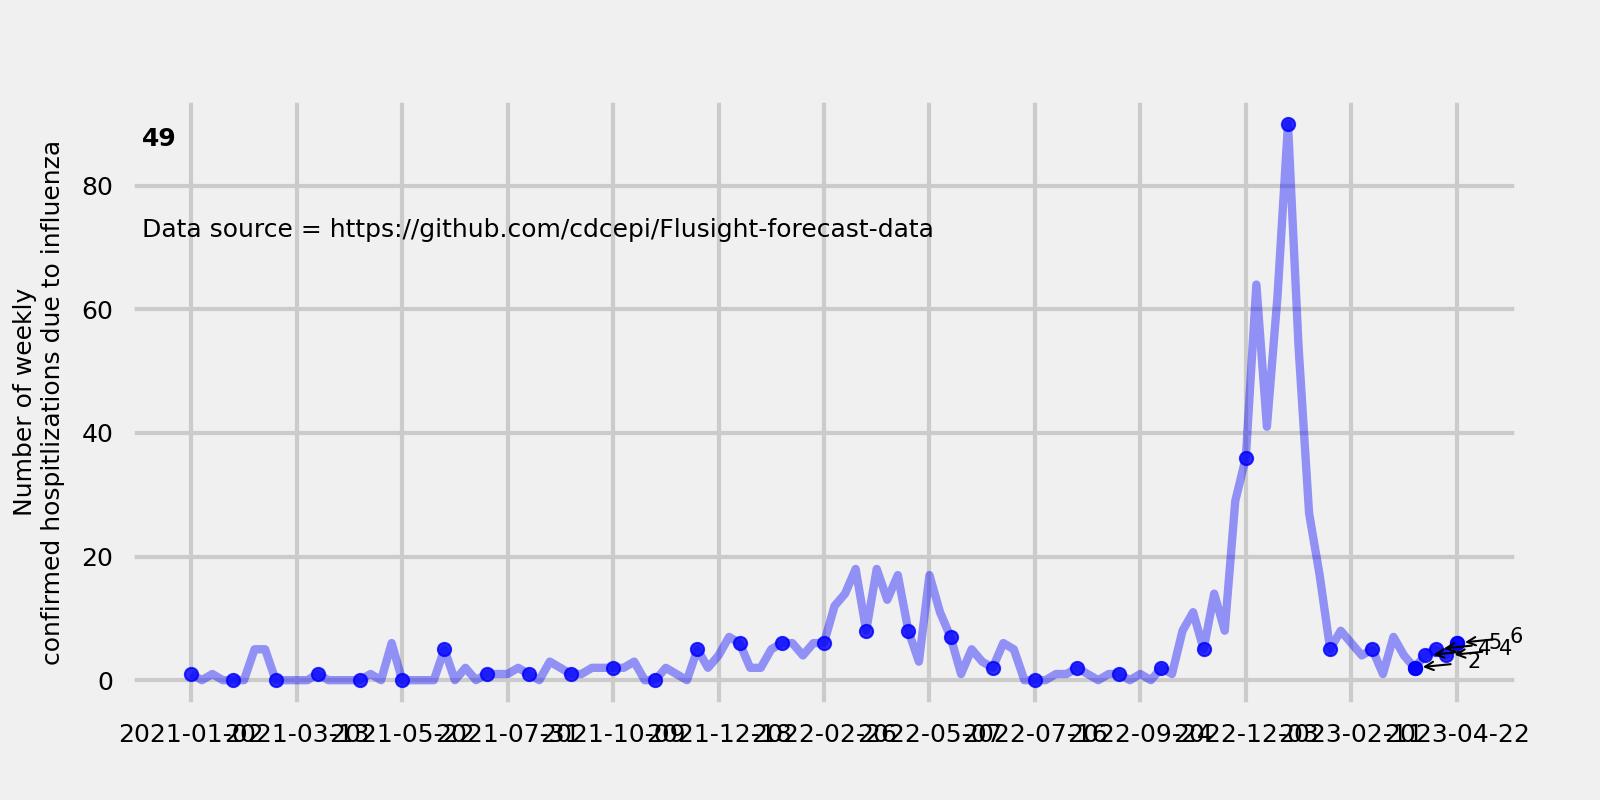 49
Data source = https://github.com/cdcepi/Flusight-forecast-data
Number of weekly
confirmed hospitlizations due to influenza
80
60
40
20
0
2
4
5
4
6
2021-01-02 2021-03-13 2021-05-22 2021-07-31 2021-10-09 2021-12-18 2022-02-26 2022-05-07 2022-07-16 2022-09-24 2022-12-03 2023-02-11 2023-04-22